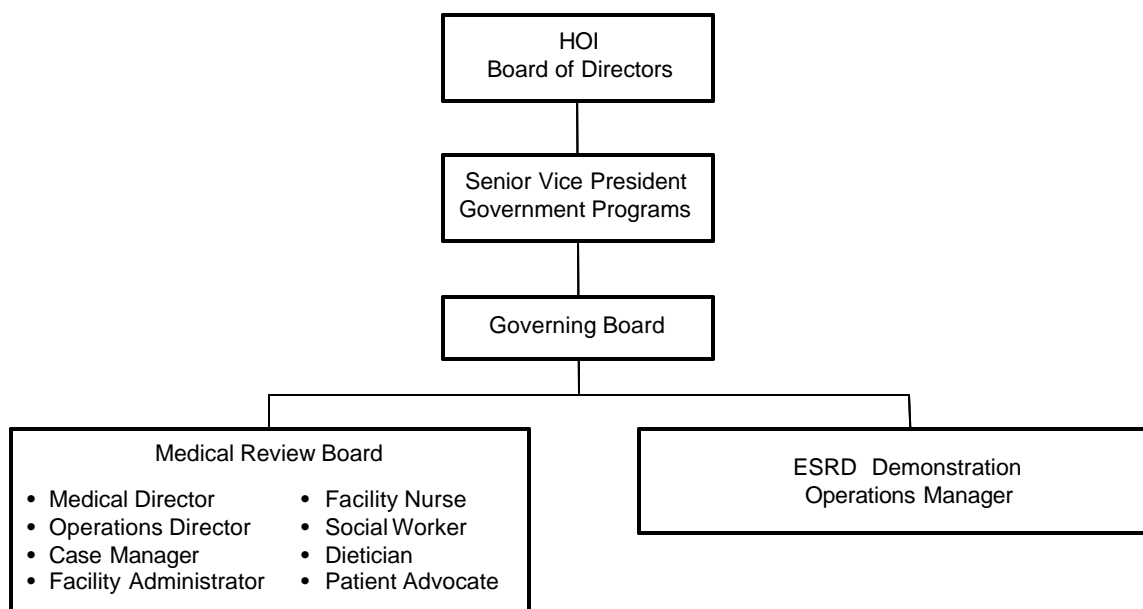 HOI
Board of Directors
Senior Vice President
Government Programs
Governing Board
Medical Review Board
• Medical Director
• Operations Director
• Case Manager
• Facility Administrator
• Facility Nurse
• Social Worker
• Dietician
• Patient Advocate
ESRD Demonstration
Operations Manager